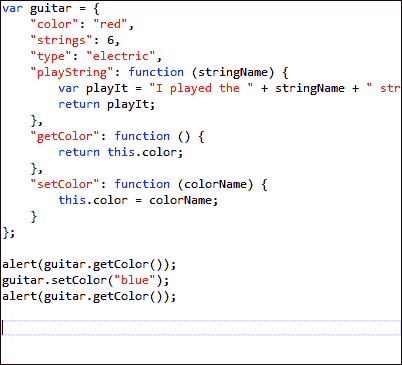 var guitar = {
    "color": "red",
    "strings": 6,
    "type": "electric",
    "playString": function (stringName) {
        var playIt = "I played the " + stringName + " str
        return playIt;
    },
    "getColor": function () {
        return this.color;
    },
    "setColor": function (colorName) {
        this.color = colorName;
    }
};
alert(guitar.getColor());
guitar.setColor("blue");
alert(guitar.getColor());